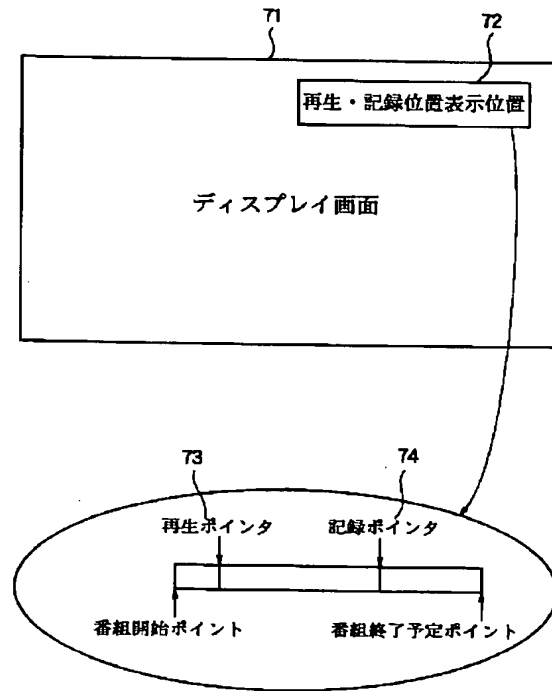 71
72
再生・記録位置表示位置
ディスプレイ画面
73
74
再生ポインタ
記録ポインタ
番組開始ポイント
番組終了予定ポイント